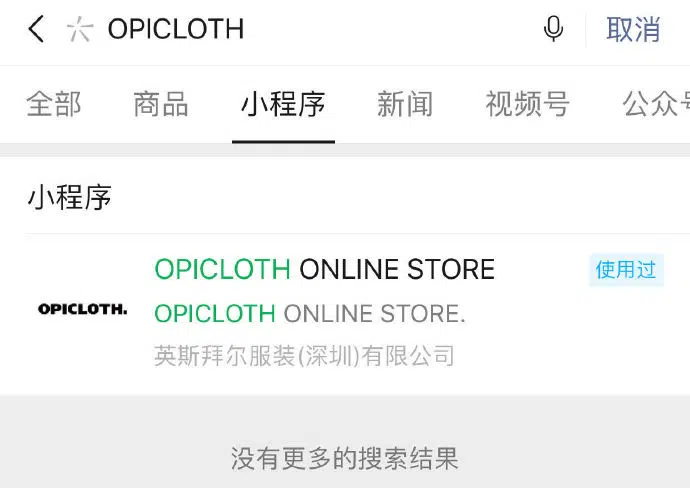 OPICLOTH 取消
全部 商品 小程序 新闻 视频号 公众号
小程序
OPICLOTH ONLINE STORE 使用过
OPICLOTH.
OPICLOTH ONLINE STORE.
英斯拜尔服装(深圳)有限公司
没有更多的搜索结果